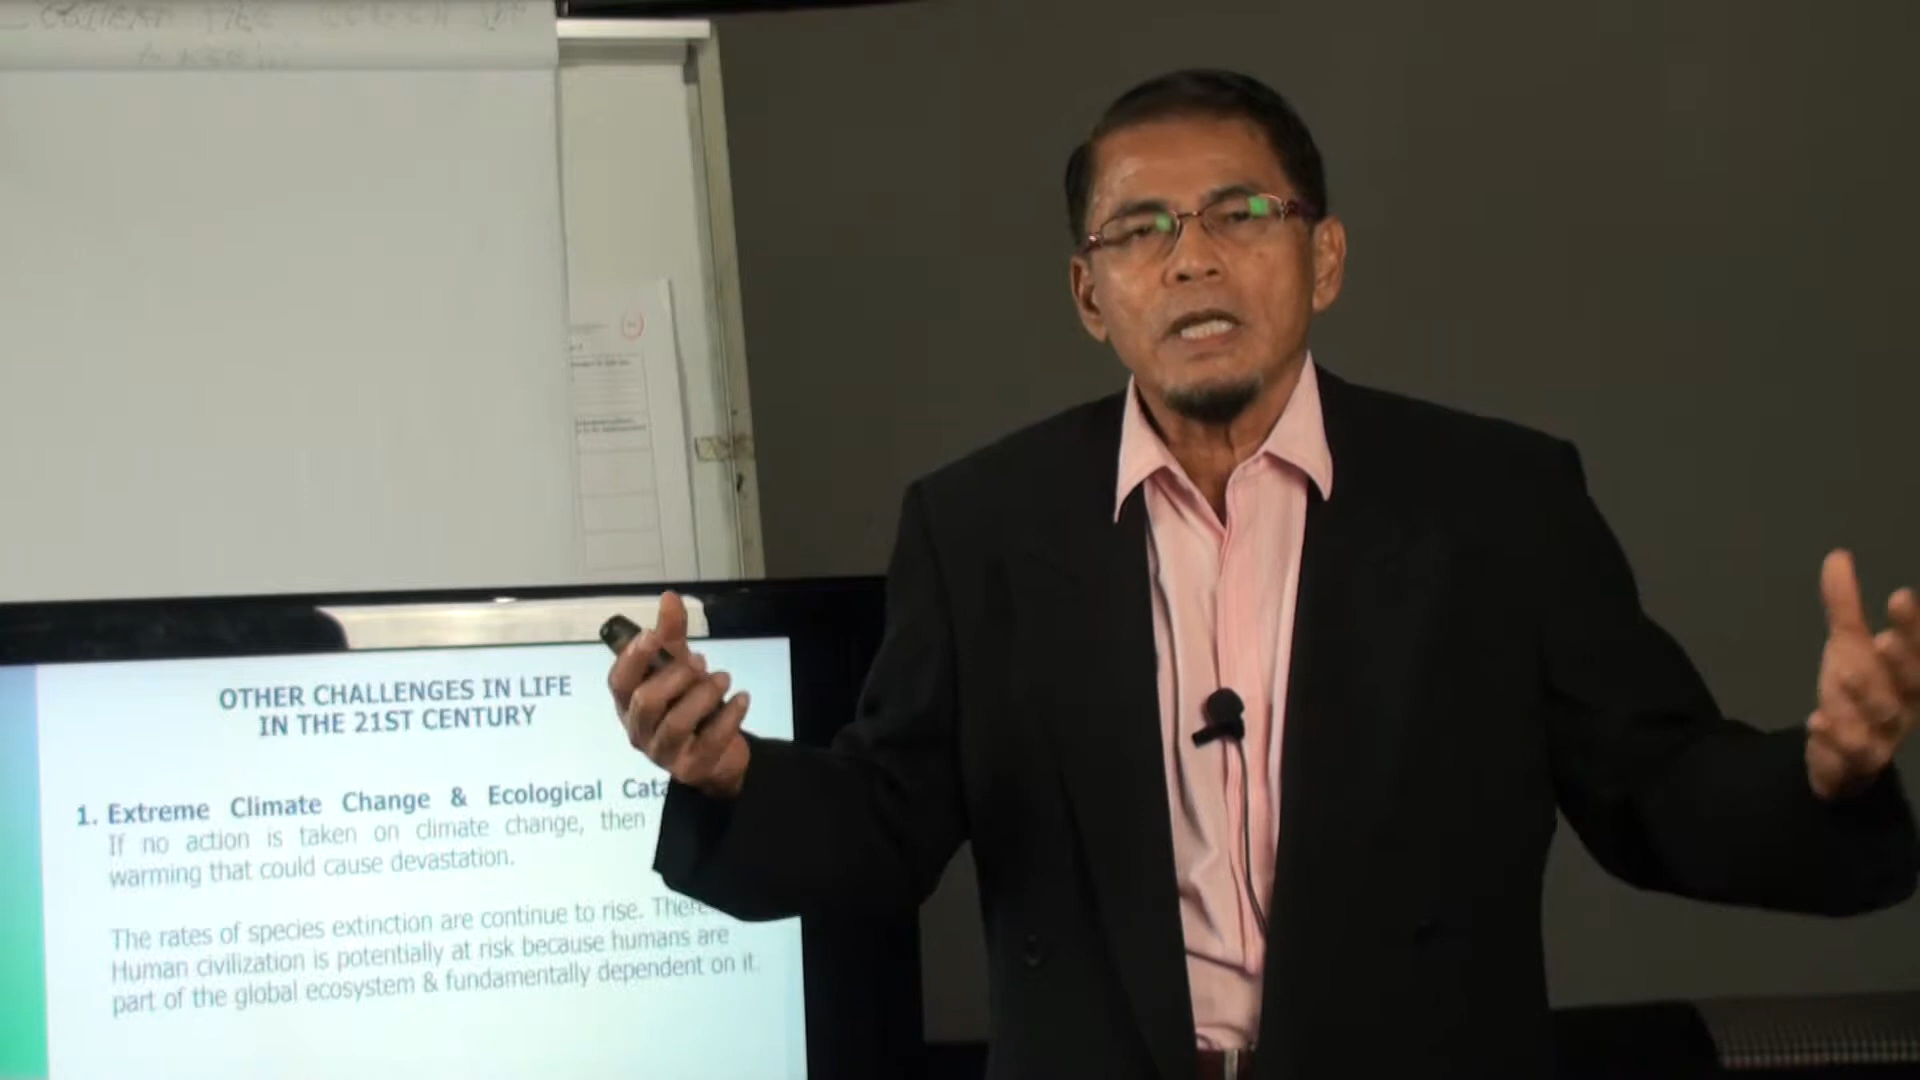 OTHER CHALLENGES IN LIFE
IN THE 21ST CENTURY
1. Extreme Climate Change & Ecological Cata
If no action is taken on climate change, then
warming that could cause devastation.
The rates of species extinction are continue to rise. There
Human civilization is potentially at risk because humans are
part of the global ecosystem & fundamentally dependent on it.